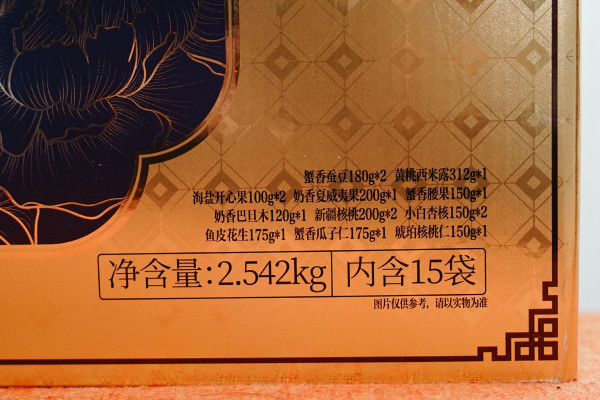 蟹香蚕豆180g*2 黄桃西米露312g*1
海盐开心果100g*2 奶香夏威夷果200g*1 蟹香腰果150g*1
奶香巴旦木120g*1 新疆核桃200g*2 小白杏核150g*2
鱼皮花生175g*1 蟹香瓜子仁175g*1 琥珀核桃仁150g*1
净含量:2.542kg 内含15袋
图片仅供参考,请以实物为准